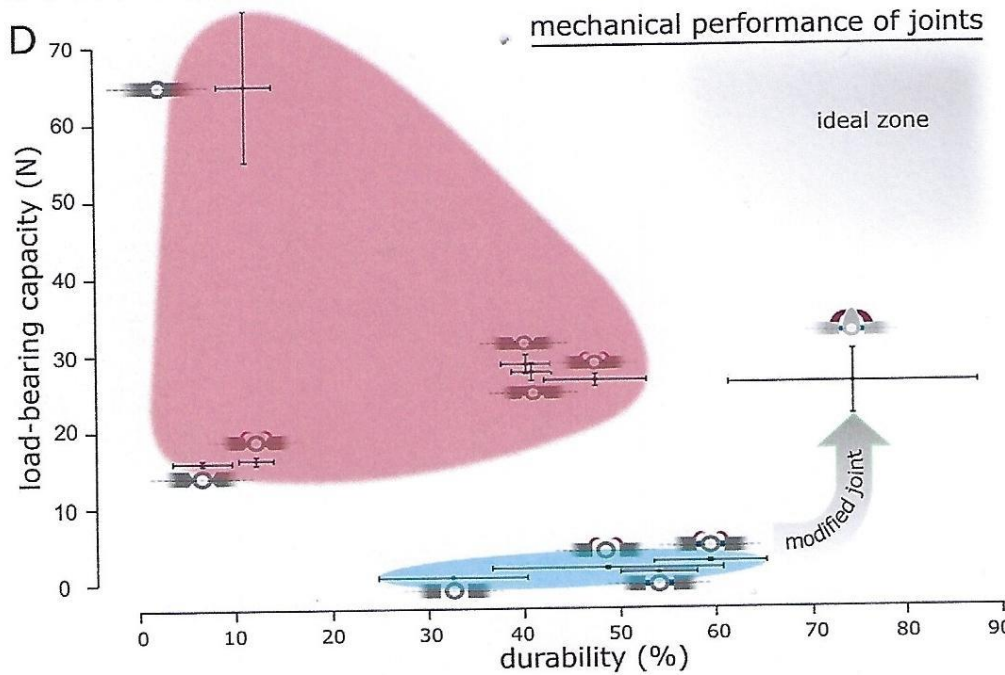 D
mechanical performance of joints
ideal zone
load-bearing capacity (N)
70
60
50
40
30
20
10
0
modified joint
0 10 20 30 40 50 60 70 80 90
durability (%)